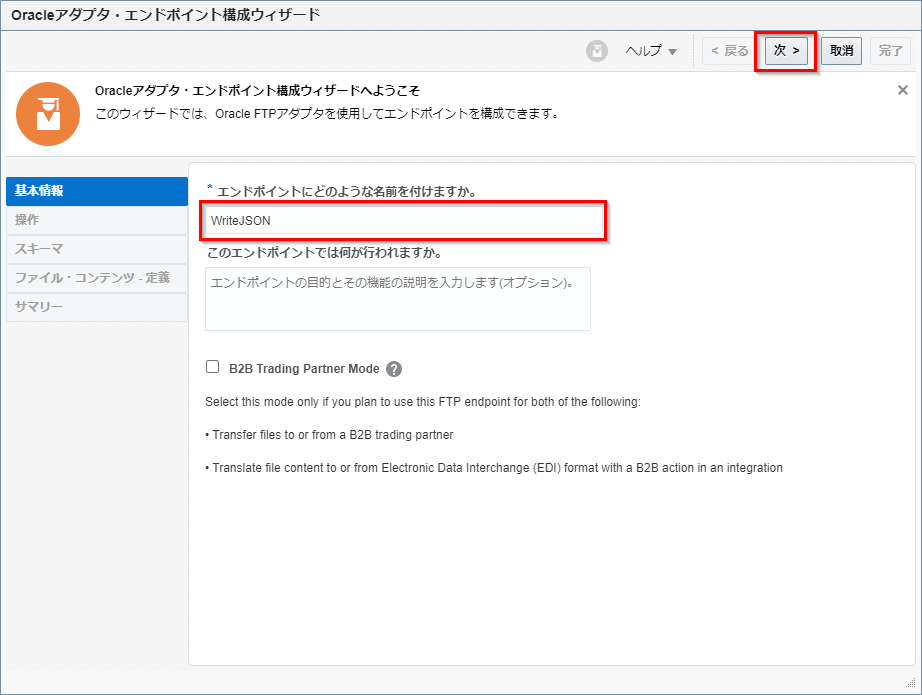 Oracleアダプタ・エンドポイント構成ウィザード
ヘルプ ▼
< 戻る
次 >
取消
完了
Oracleアダプタ・エンドポイント構成ウィザードへようこそ
このウィザードでは、Oracle FTPアダプタを使用してエンドポイントを構成できます。
基本情報
操作
スキーマ
ファイル・コンテンツ - 定義
サマリー
* エンドポイントにどのような名前を付けますか。
WriteJSON
このエンドポイントでは何が行われますか。
エンドポイントの目的とその機能の説明を入力します(オプション)。
B2B Trading Partner Mode ?
Select this mode only if you plan to use this FTP endpoint for both of the following:
• Transfer files to or from a B2B trading partner
• Translate file content to or from Electronic Data Interchange (EDI) format with a B2B action in an integration